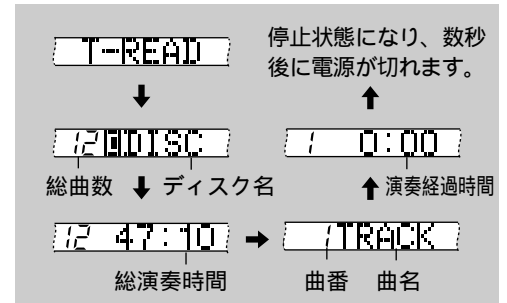 T-READ
停止状態になり、数秒
後に電源が切れます。
12 DISC
1 0:00
総曲数 ディスク名
演奏経過時間
12 47:10
1TRACK
総演奏時間
曲番 曲名